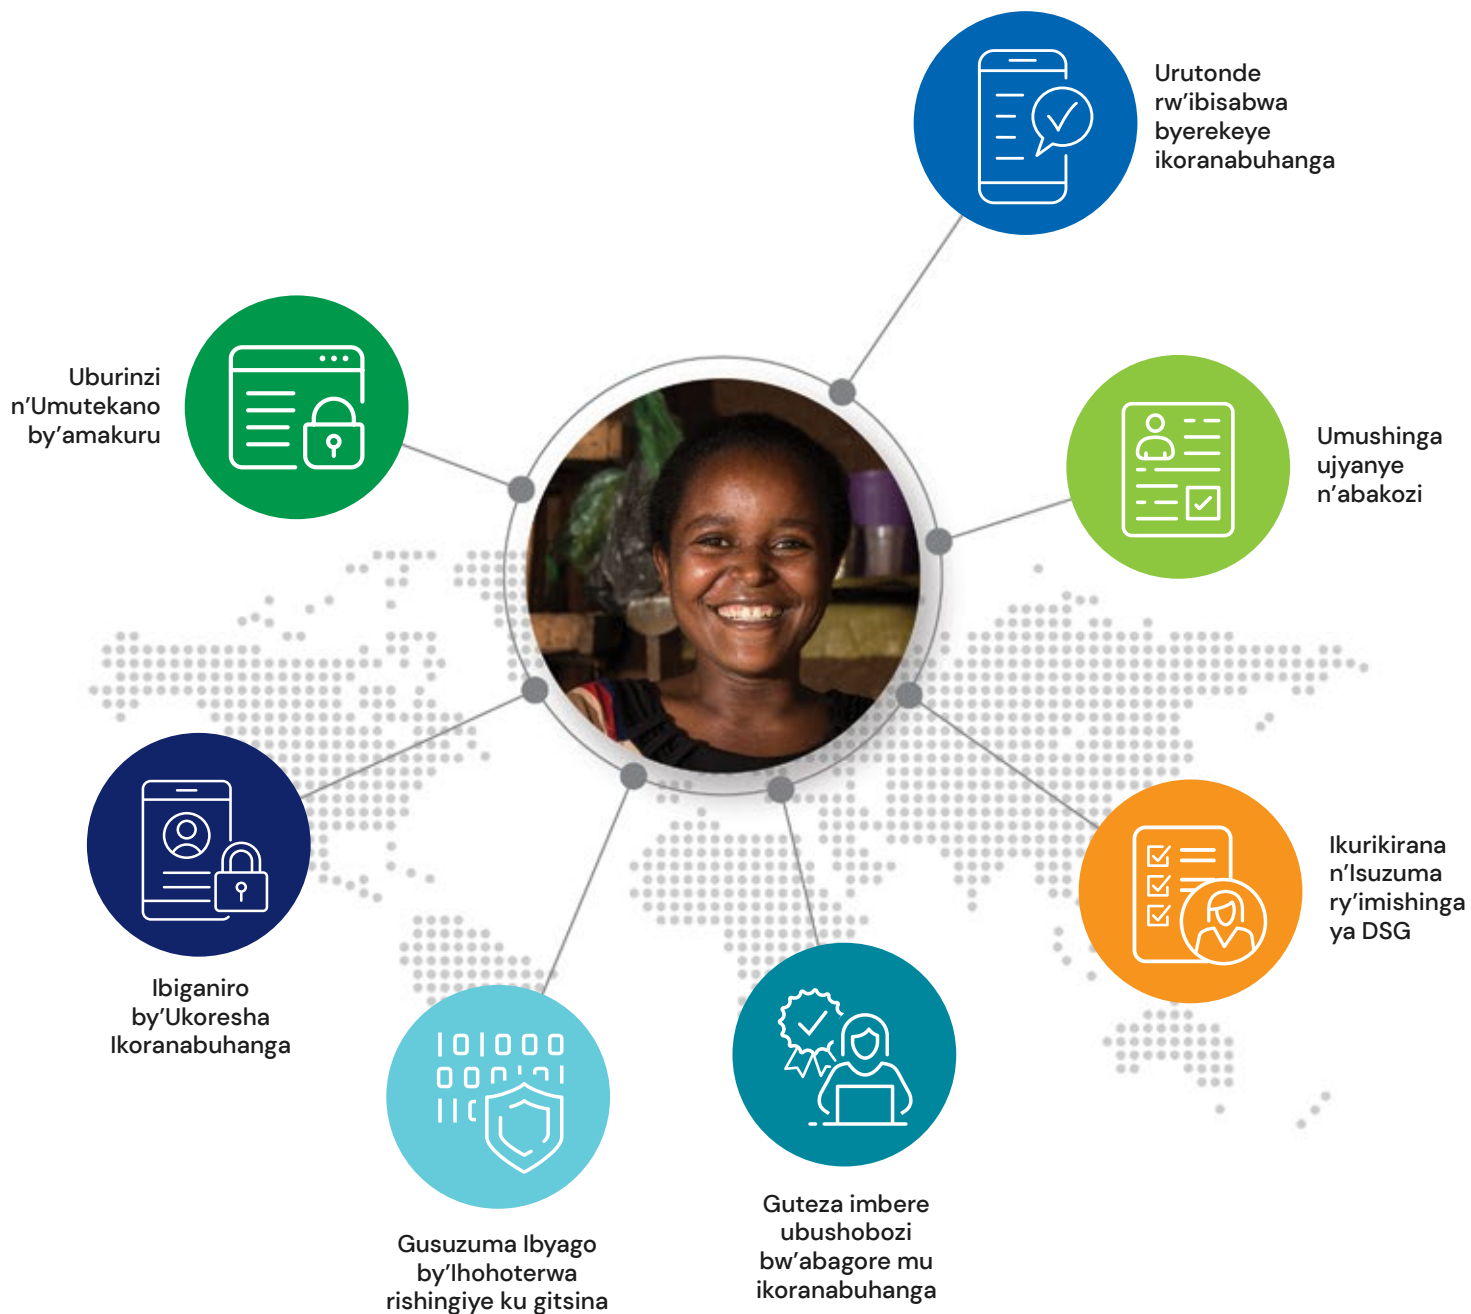 Urutonde
rw’ibisabwa
byerekeye
ikoranabuhanga
Uburinzi
n’Umutekano
by’amakuru
Umushinga
ujyanye
n’abakozi
Ikurikirana
n’Isuzuma
ry’imishinga
ya DSG
Ibiganiro
by’Ukoresha
Ikoranabuhanga
Gusuzuma Ibyago
by’Ihohoterwa
rishingiye ku gitsina
Guteza imbere
ubushobozi
bw’abagore mu
ikoranabuhanga